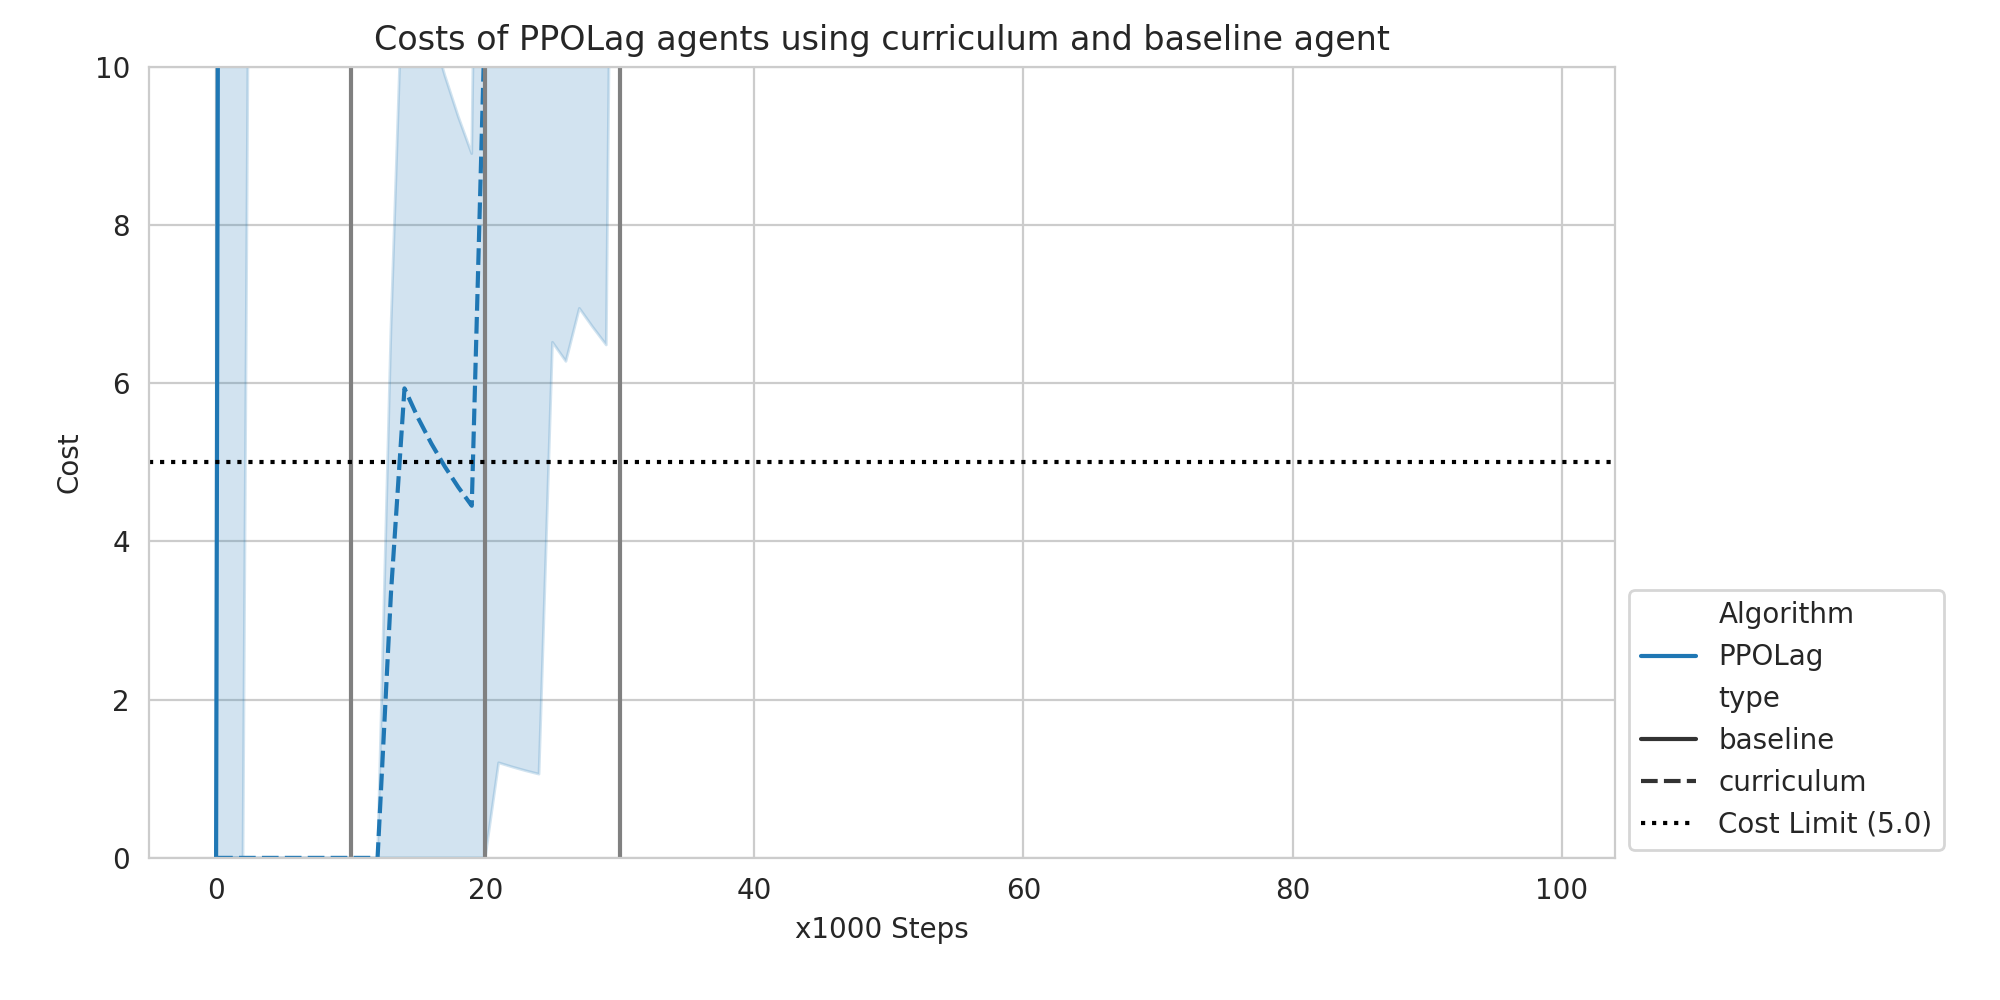 Costs of PPOLag agents using curriculum and baseline agent
10
8
6
4
2
0
Cost
0 20 40 60 80 100
x1000 Steps
Algorithm
PPOLag
type
baseline
curriculum
Cost Limit (5.0)